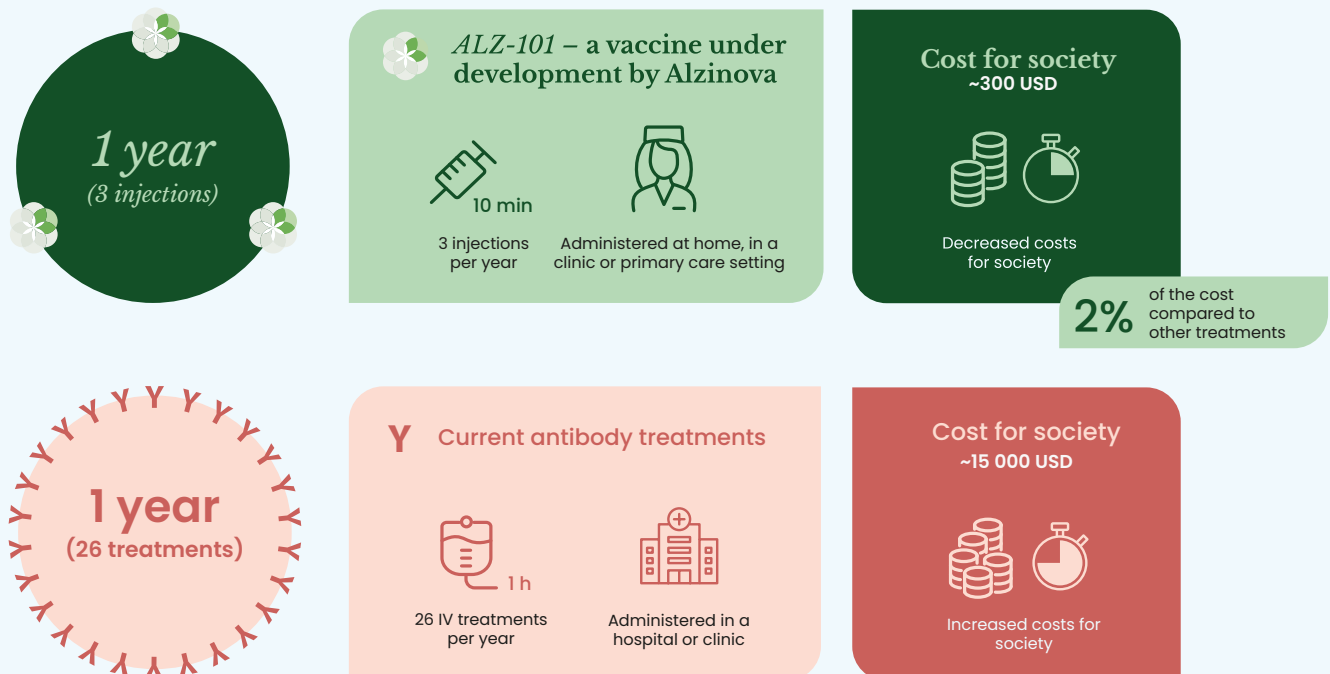 1 year
(3 injections)
ALZ-101 – a vaccine under
development by Alzinova
10 min
3 injections
per year
Administered at home, in a
clinic or primary care setting
Cost for society
~300 USD
Decreased costs
for society
2%
of the cost
compared to
other treatments
1 year
(26 treatments)
Y
Current antibody treatments
1 h
26 IV treatments
per year
Administered in a
hospital or clinic
Cost for society
~15 000 USD
Increased costs for
society